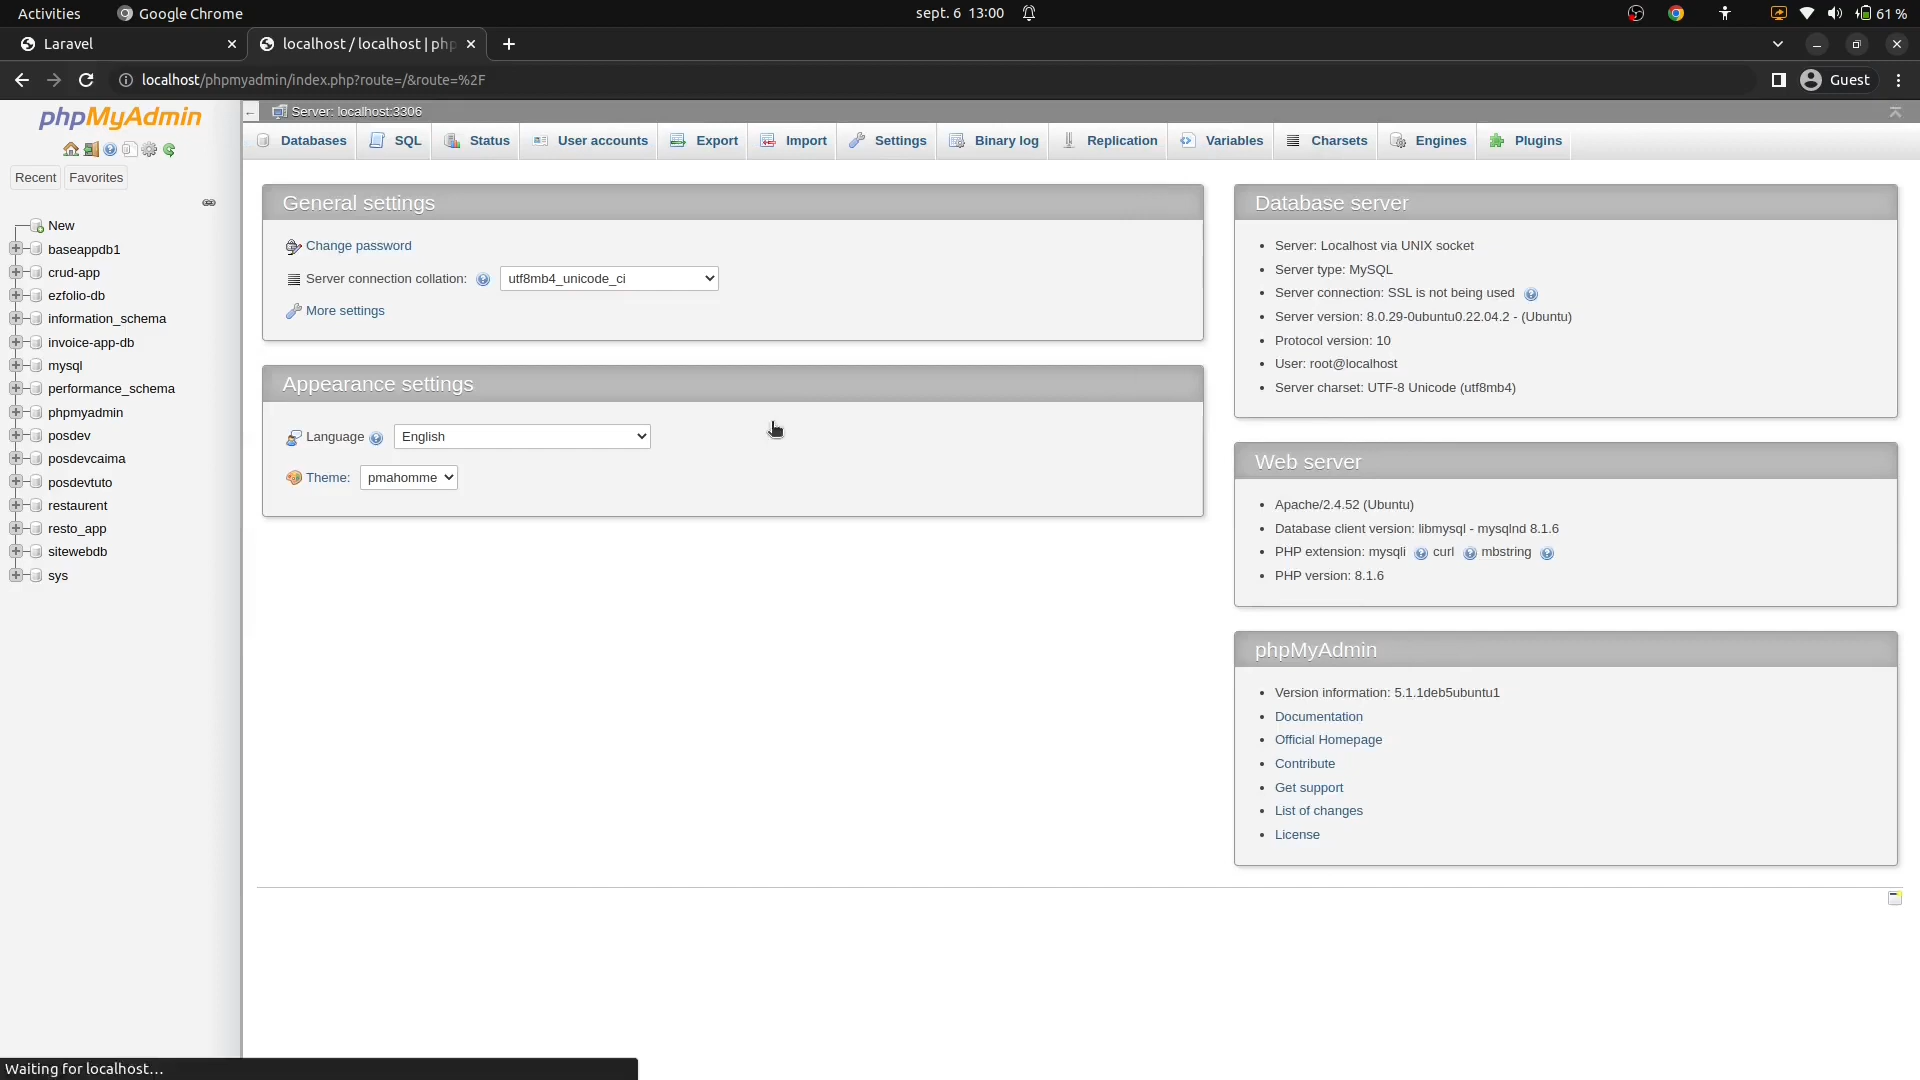 Activities
Google Chrome
sept. 6 13:00
61 %
Laravel
localhost / localhost | php
localhost/phpmyadmin/index.php?route=/&route=%2F
Guest
phpMyAdmin
Recent
Favorites
New
baseappdb1
crud-app
ezfolio-db
information_schema
invoice-app-db
mysql
performance_schema
phpmyadmin
posdev
posdevcaima
posdevtuto
restaurent
resto_app
sitewebdb
sys
Server: localhost:3306
Databases
SQL
Status
User accounts
Export
Import
Settings
Binary log
Replication
Variables
Charsets
Engines
Plugins
General settings
Change password
Server connection collation:
utf8mb4_unicode_ci
More settings
Appearance settings
Language
English
Theme:
pmahomme
Database server
Server: Localhost via UNIX socket
Server type: MySQL
Server connection: SSL is not being used
Server version: 8.0.29-0ubuntu0.22.04.2 - (Ubuntu)
Protocol version: 10
User: root@localhost
Server charset: UTF-8 Unicode (utf8mb4)
Web server
Apache/2.4.52 (Ubuntu)
Database client version: libmysql - mysqlnd 8.1.6
PHP extension: mysqli curl mbstring
PHP version: 8.1.6
phpMyAdmin
Version information: 5.1.1deb5ubuntu1
Documentation
Official Homepage
Contribute
Get support
List of changes
License
Waiting for localhost…